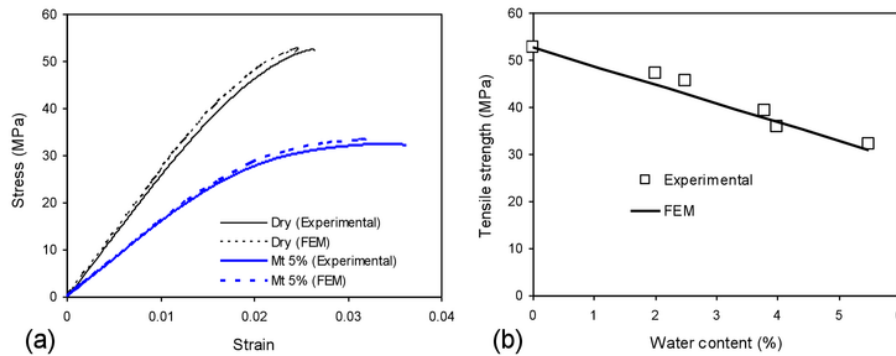 60
50
40
30
20
10
0
Stress (MPa)
Dry (Experimental)
Dry (FEM)
Mt 5% (Experimental)
Mt 5% (FEM)
0 0.01 0.02 0.03 0.04
Strain
(a)
60
50
40
30
20
10
0
Tensile strength (MPa)
Experimental
FEM
0 1 2 3 4 5 6
Water content (%)
(b)